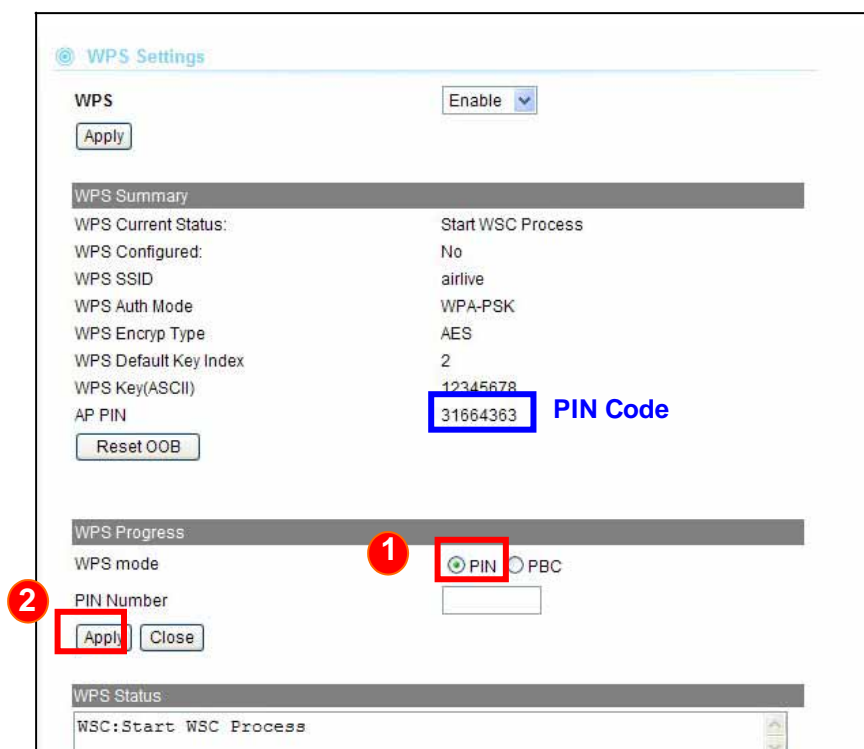 WPS Settings
WPS Enable
Apply
WPS Summary
WPS Current Status: Start WSC Process
WPS Configured: No
WPS SSID airlive
WPS Auth Mode WPA-PSK
WPS Encryp Type AES
WPS Default Key Index 2
WPS Key(ASCII) 12345678
AP PIN 31664363 PIN Code
Reset OOB
WPS Progress
WPS mode 1 PIN PBC
2 PIN Number
Apply Close
WPS Status
WSC:Start WSC Process